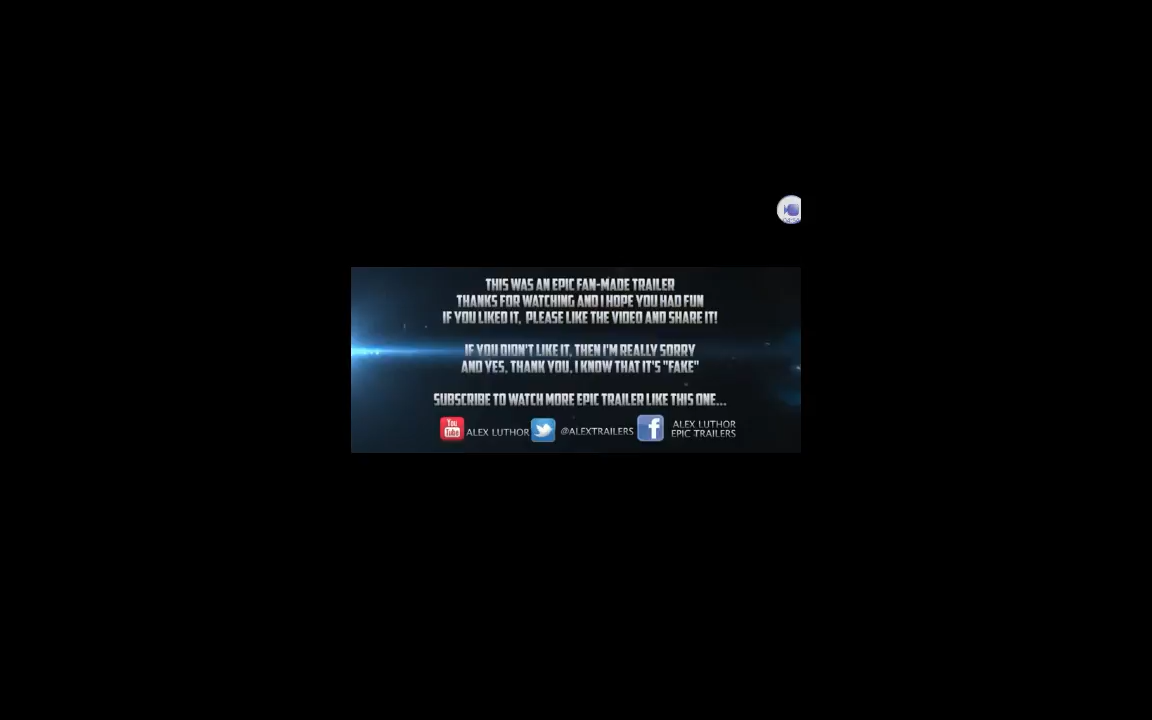 THIS WAS AN EPIC FAN-MADE TRAILER
THANKS FOR WATCHING AND I HOPE YOU HAD FUN
IF YOU LIKED IT, PLEASE LIKE THE VIDEO AND SHARE IT!
IF YOU DIDN'T LIKE IT, THEN I'M REALLY SORRY
AND YES, THANK YOU, I KNOW THAT IT'S "FAKE"
SUBSCRIBE TO WATCH MORE EPIC TRAILER LIKE THIS ONE...
You Tube ALEX LUTHOR @ALEXTRAILERS f ALEX LUTHOR
EPIC TRAILERS